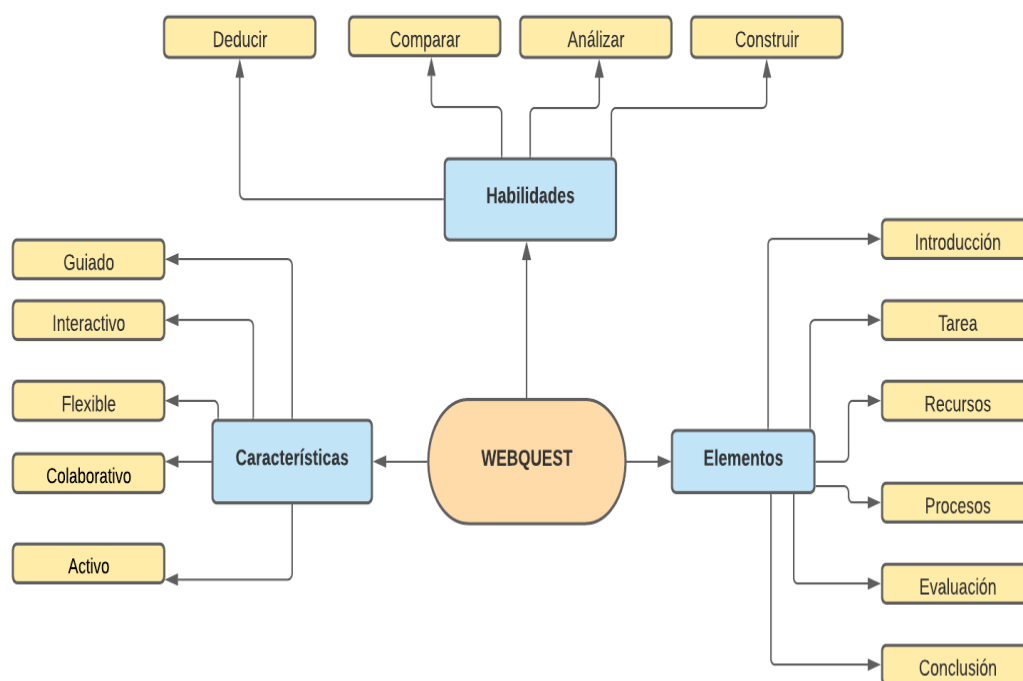 Deducir
Comparar
Análizar
Construir
Habilidades
Guiado
Interactivo
Flexible
Colaborativo
Activo
Características
WEBQUEST
Elementos
Introducción
Tarea
Recursos
Procesos
Evaluación
Conclusión